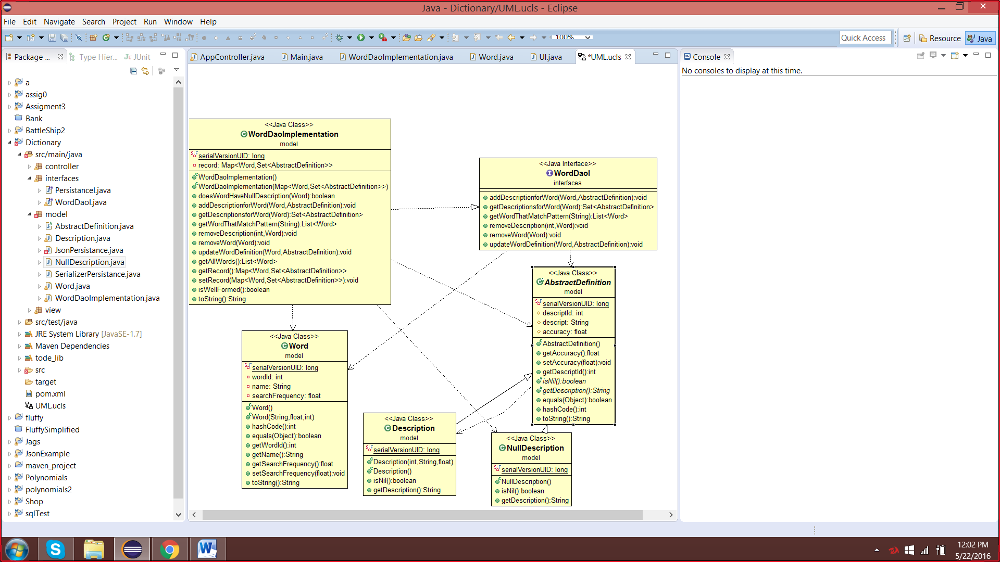 Java - Dictionary/UML.ucls - Eclipse
File Edit Navigate Search Project Run Window Help
100%
Quick Access
Resource
Java
Package ...
Type Hier...
JUnit
AppController.java
Main.java
WordDaoImplementation.java
Word.java
UI.java
*UML.ucls
Console
No consoles to display at this time.
a
assig0
Assigment3
Bank
BattleShip2
Dictionary
src/main/java
controller
interfaces
PersistanceI.java
WordDaoI.java
model
AbstractDefinition.java
Description.java
JsonPersistance.java
NullDescription.java
SerializerPersistance.java
Word.java
WordDaoImplementation.java
view
src/test/java
JRE System Library [JavaSE-1.7]
Maven Dependencies
tode_lib
src
target
pom.xml
UML.ucls
fluffy
FluffySimplified
Jags
JsonExample
maven_project
Polynomials
polynomials2
Shop
sqlTest
<<Java Class>>
WordDaoImplementation
model
serialVersionUID: long
record: Map<Word,Set<AbstractDefinition>>
WordDaoImplementation()
WordDaoImplementation(Map<Word,Set<AbstractDefinition>>)
doesWordHaveNullDescription(Word):boolean
addDescriptionforWord(Word,AbstractDefinition):void
getDescriptionsforWord(Word):Set<AbstractDefinition>
getWordThatMatchPattern(String):List<Word>
removeDescription(int,Word):void
removeWord(Word):void
updateWordDefinition(Word,AbstractDefinition):void
getAllWords():List<Word>
getRecord():Map<Word,Set<AbstractDefinition>>
setRecord(Map<Word,Set<AbstractDefinition>>):void
isWellFormed():boolean
toString():String
<<Java Interface>>
WordDaoI
interfaces
addDescriptionforWord(Word,AbstractDefinition):void
getDescriptionsforWord(Word):Set<AbstractDefinition>
getWordThatMatchPattern(String):List<Word>
removeDescription(int,Word):void
removeWord(Word):void
updateWordDefinition(Word,AbstractDefinition):void
<<Java Class>>
AbstractDefinition
model
serialVersionUID: long
descriptId: int
descript: String
accuracy: float
AbstractDefinition()
getAccuracy():float
setAccuracy(float):void
getDescriptId():int
isNil():boolean
getDescription():String
equals(Object):boolean
hashCode():int
toString():String
<<Java Class>>
Word
model
serialVersionUID: long
wordId: int
name: String
searchFrequency: float
Word()
Word(String,float,int)
hashCode():int
equals(Object):boolean
getWordId():int
getName():String
getSearchFrequency():float
setSearchFrequency(float):void
toString():String
<<Java Class>>
Description
model
serialVersionUID: long
Description(int,String,float)
Description()
isNil():boolean
getDescription():String
<<Java Class>>
NullDescription
model
serialVersionUID: long
NullDescription()
isNil():boolean
getDescription():String
12:02 PM
5/22/2016